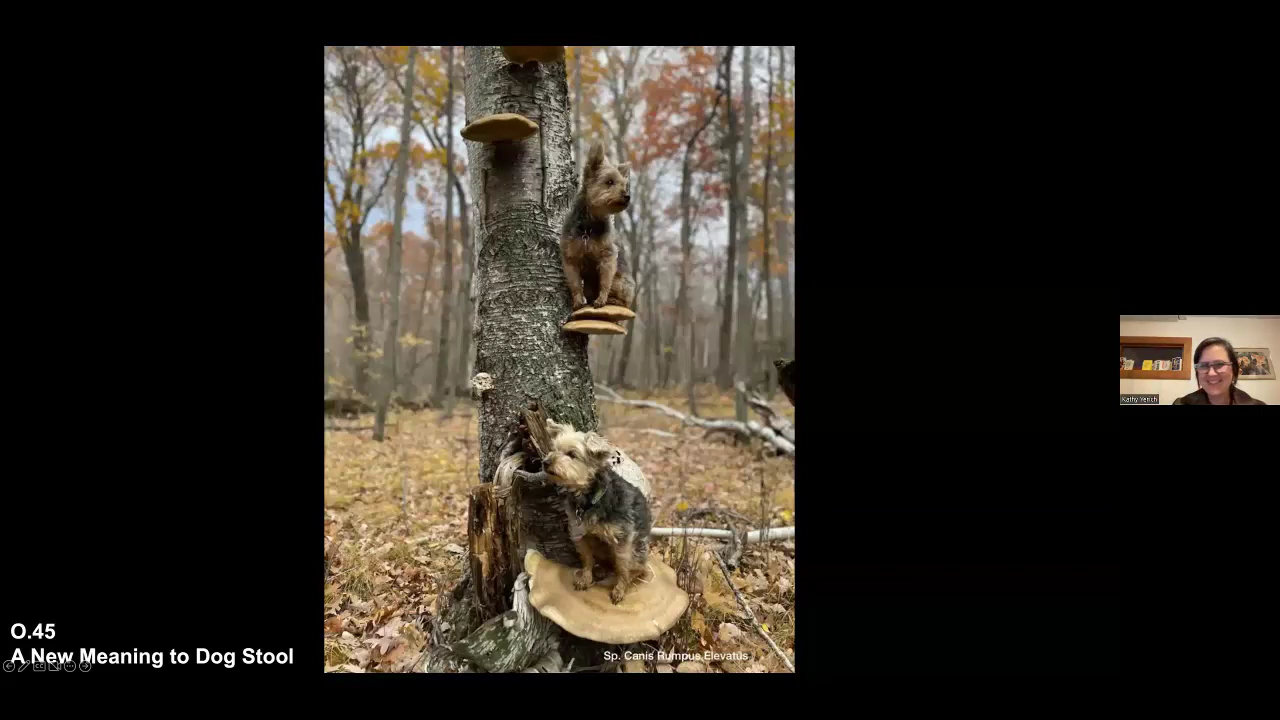 Sp. Canis Rumpus Elevatus
Kathy Yerich
O.45
A New Meaning to Dog Stool